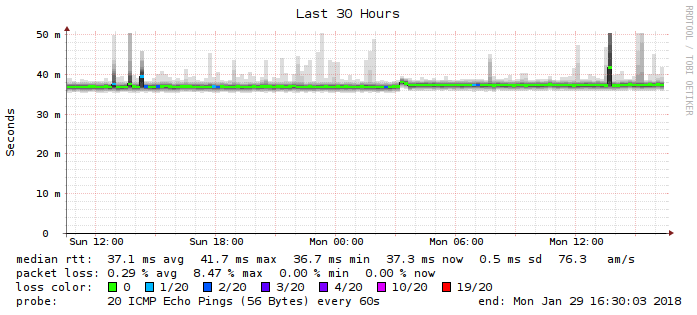 Last 30 Hours
50 m
40 m
30 m
20 m
10 m
0
Seconds
Sun 12:00 Sun 18:00 Mon 00:00 Mon 06:00 Mon 12:00
RRDTOOL / TOBI OETIKER
median rtt: 37.1 ms avg 41.7 ms max 36.7 ms min 37.3 ms now 0.5 ms sd 76.3 am/s
packet loss: 0.29 % avg 8.47 % max 0.00 % min 0.00 % now
loss color: 0 1/20 2/20 3/20 4/20 10/20 19/20
probe: 20 ICMP Echo Pings (56 Bytes) every 60s end: Mon Jan 29 16:30:03 2018